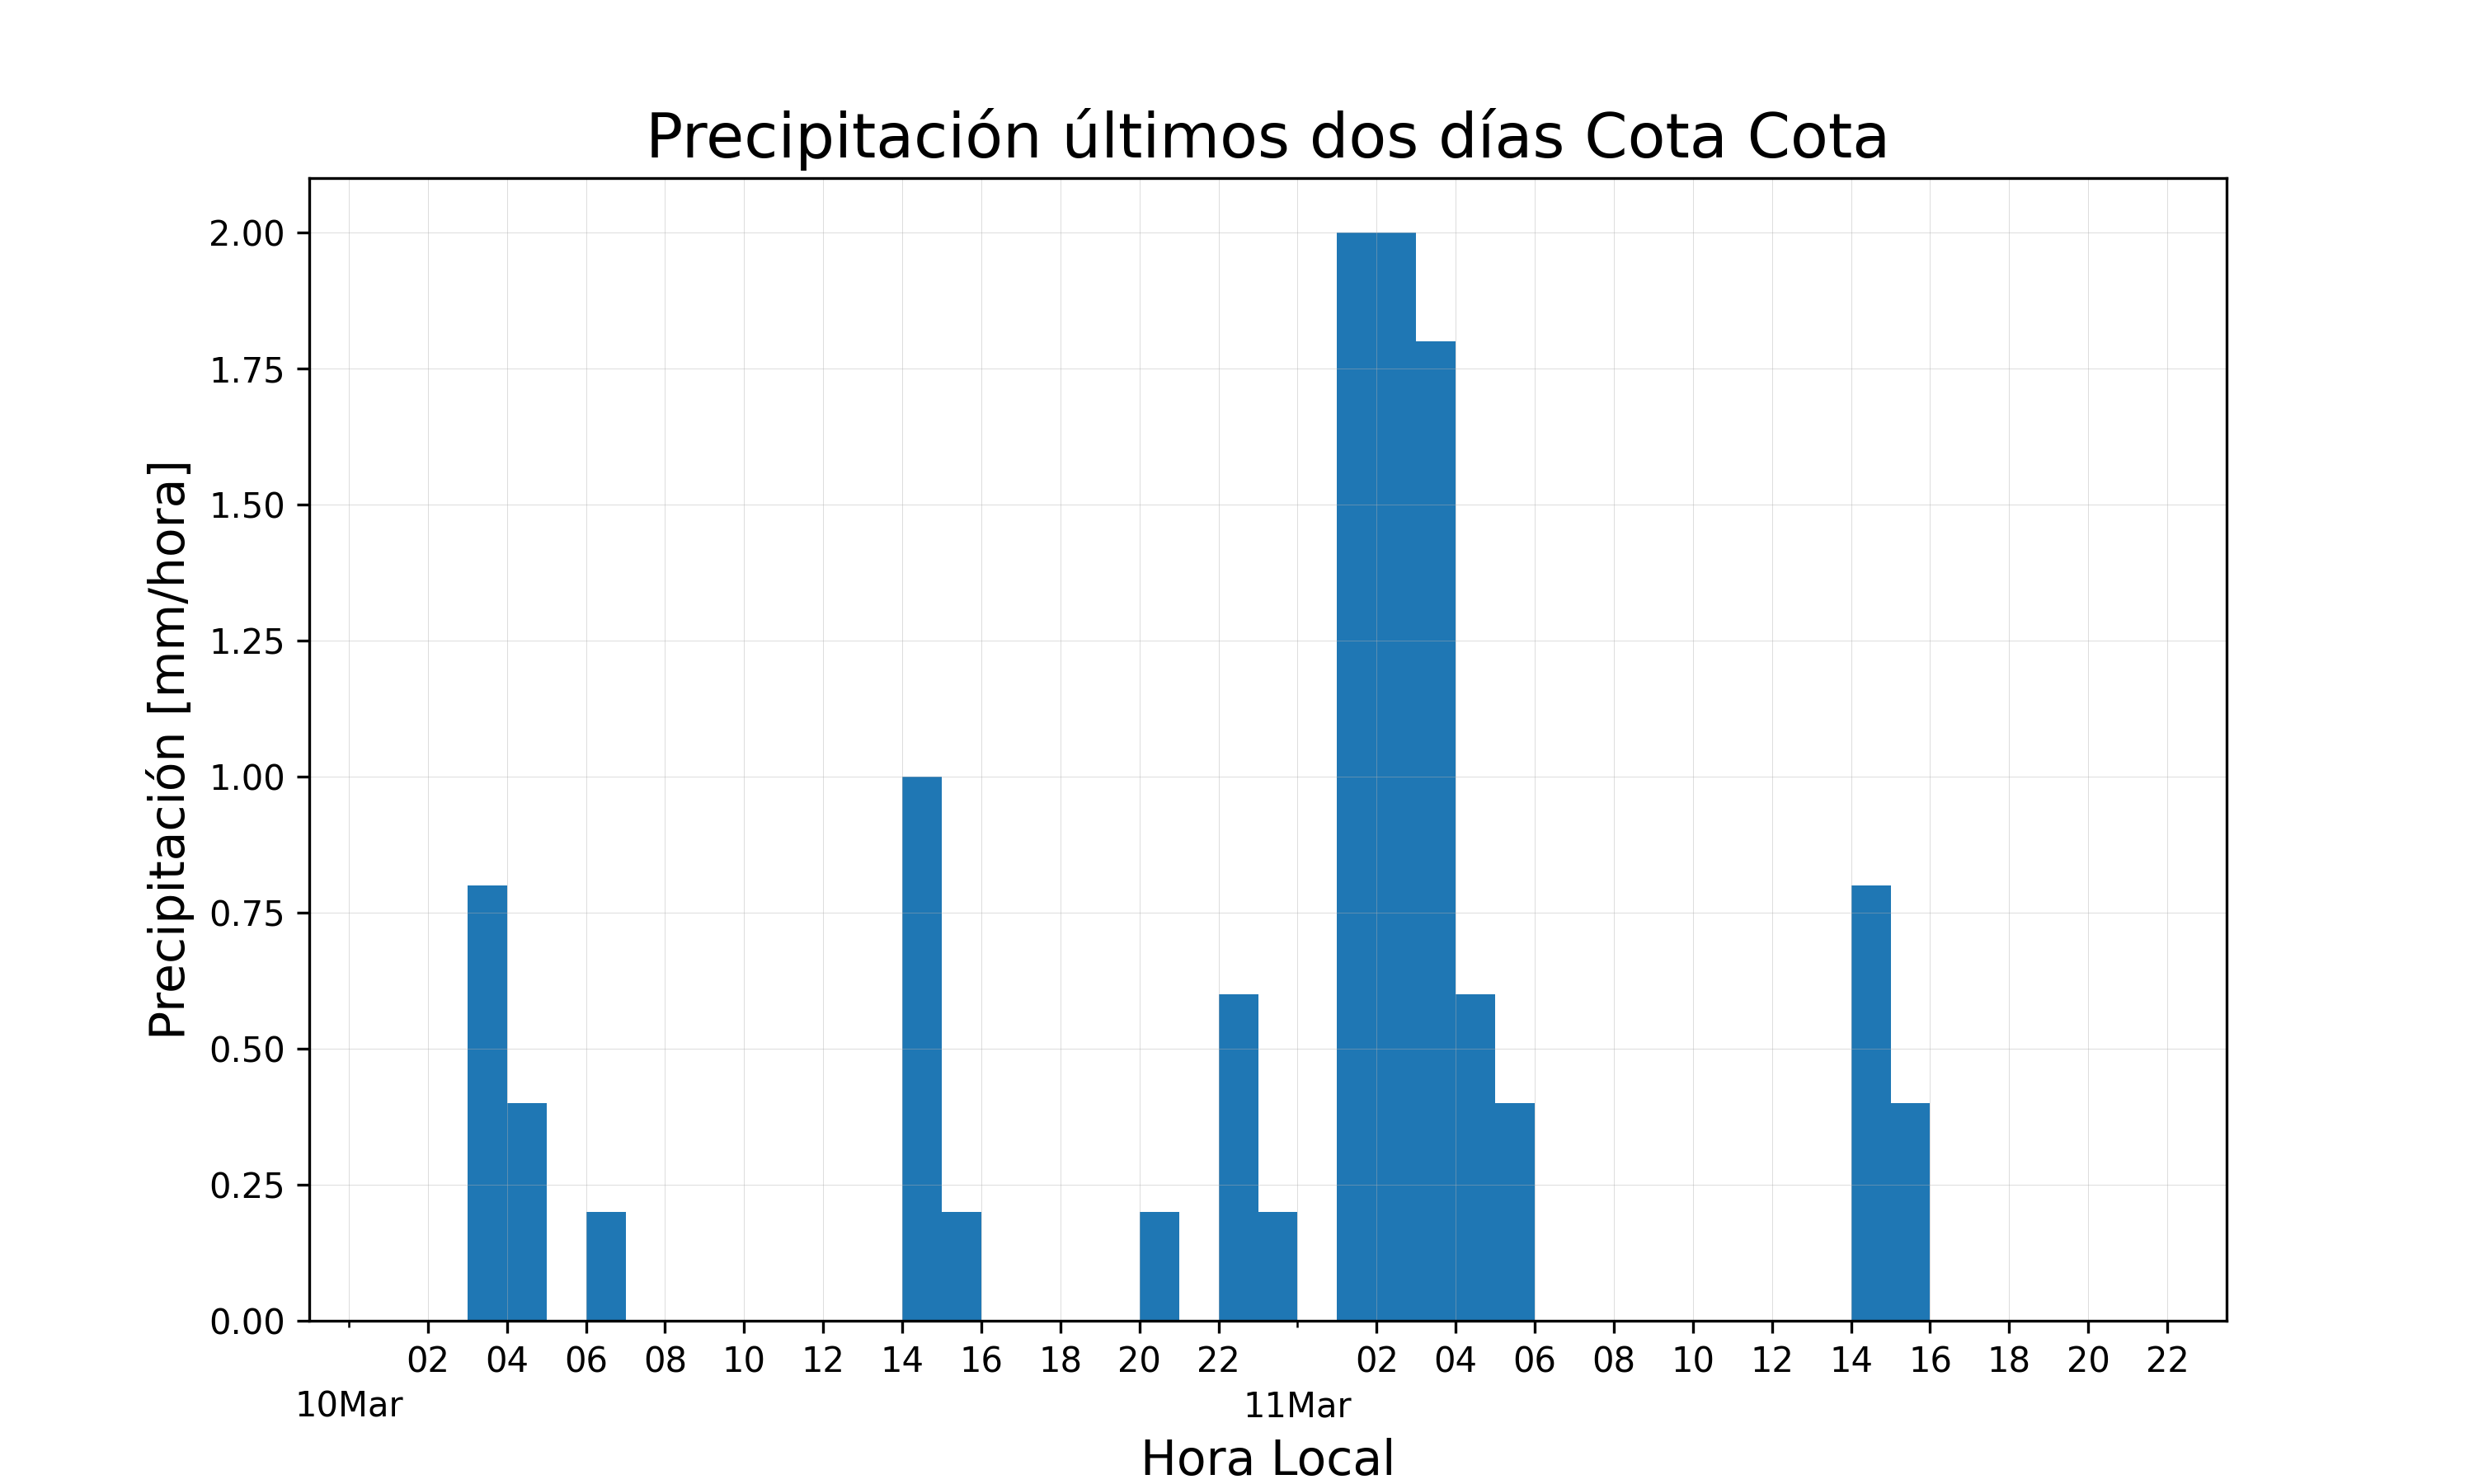 Precipitación últimos dos días Cota Cota
Precipitación [mm/hora]
2.00
1.75
1.50
1.25
1.00
0.75
0.50
0.25
0.00
02 04 06 08 10 12 14 16 18 20 22 02 04 06 08 10 12 14 16 18 20 22
10Mar 11Mar
Hora Local